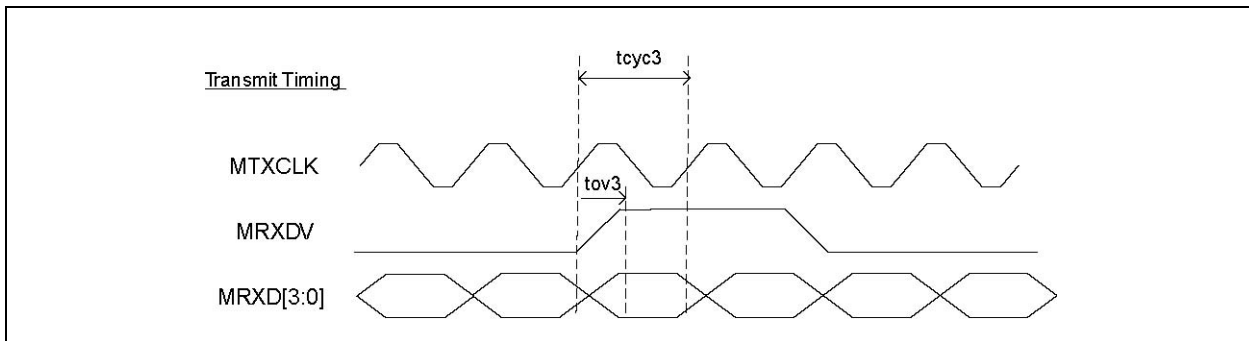 tcyc3
Transmit Timing
MTXCLK
tov3
MRXDV
MRXD[3:0]